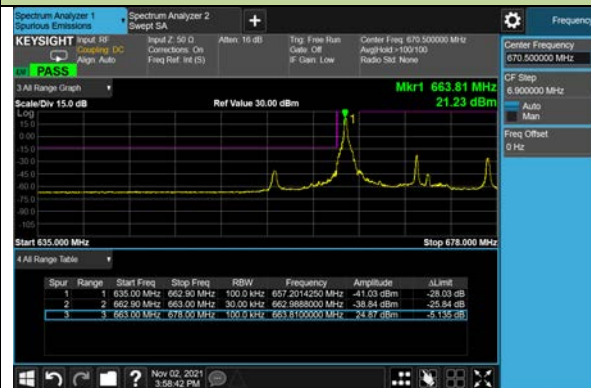 Spectrum Analyzer 1
Spurious Emissions
Spectrum Analyzer 2
Swept SA
+
Frequency
KEYSIGHT
Input: RF
Coupling: DC
Align: Auto
Input Z: 50 Ω
Corrections: On
Freq Ref: Int (S)
Atten: 16 dB
Trig: Free Run
Gate: Off
IF Gain: Low
Center Freq: 670.500000 MHz
Avg|Hold:>100/100
Radio Std: None
PASS
Center Frequency
670.500000 MHz
CF Step
6.900000 MHz
Auto
Man
Freq Offset
0 Hz
3 All Range Graph
Mkr1 663.81 MHz
21.23 dBm
Scale/Div 15.0 dB
Ref Value 30.00 dBm
Log
15.0
0.00
-15.0
-30.0
-45.0
-60.0
-75.0
-90.0
-105
1
Start 635.000 MHz
Stop 678.000 MHz
4 All Range Table
Spur Range Start Freq Stop Freq RBW Frequency Amplitude ΔLimit
1 1 635.00 MHz 662.90 MHz 100.0 kHz 657.2014250 MHz -41.03 dBm -28.03 dB
2 2 662.90 MHz 663.00 MHz 30.00 kHz 662.9888000 MHz -38.84 dBm -25.84 dB
3 3 663.00 MHz 678.00 MHz 100.0 kHz 663.8100000 MHz 24.87 dBm -5.135 dB
?
Nov 02, 2021
3:58:42 PM